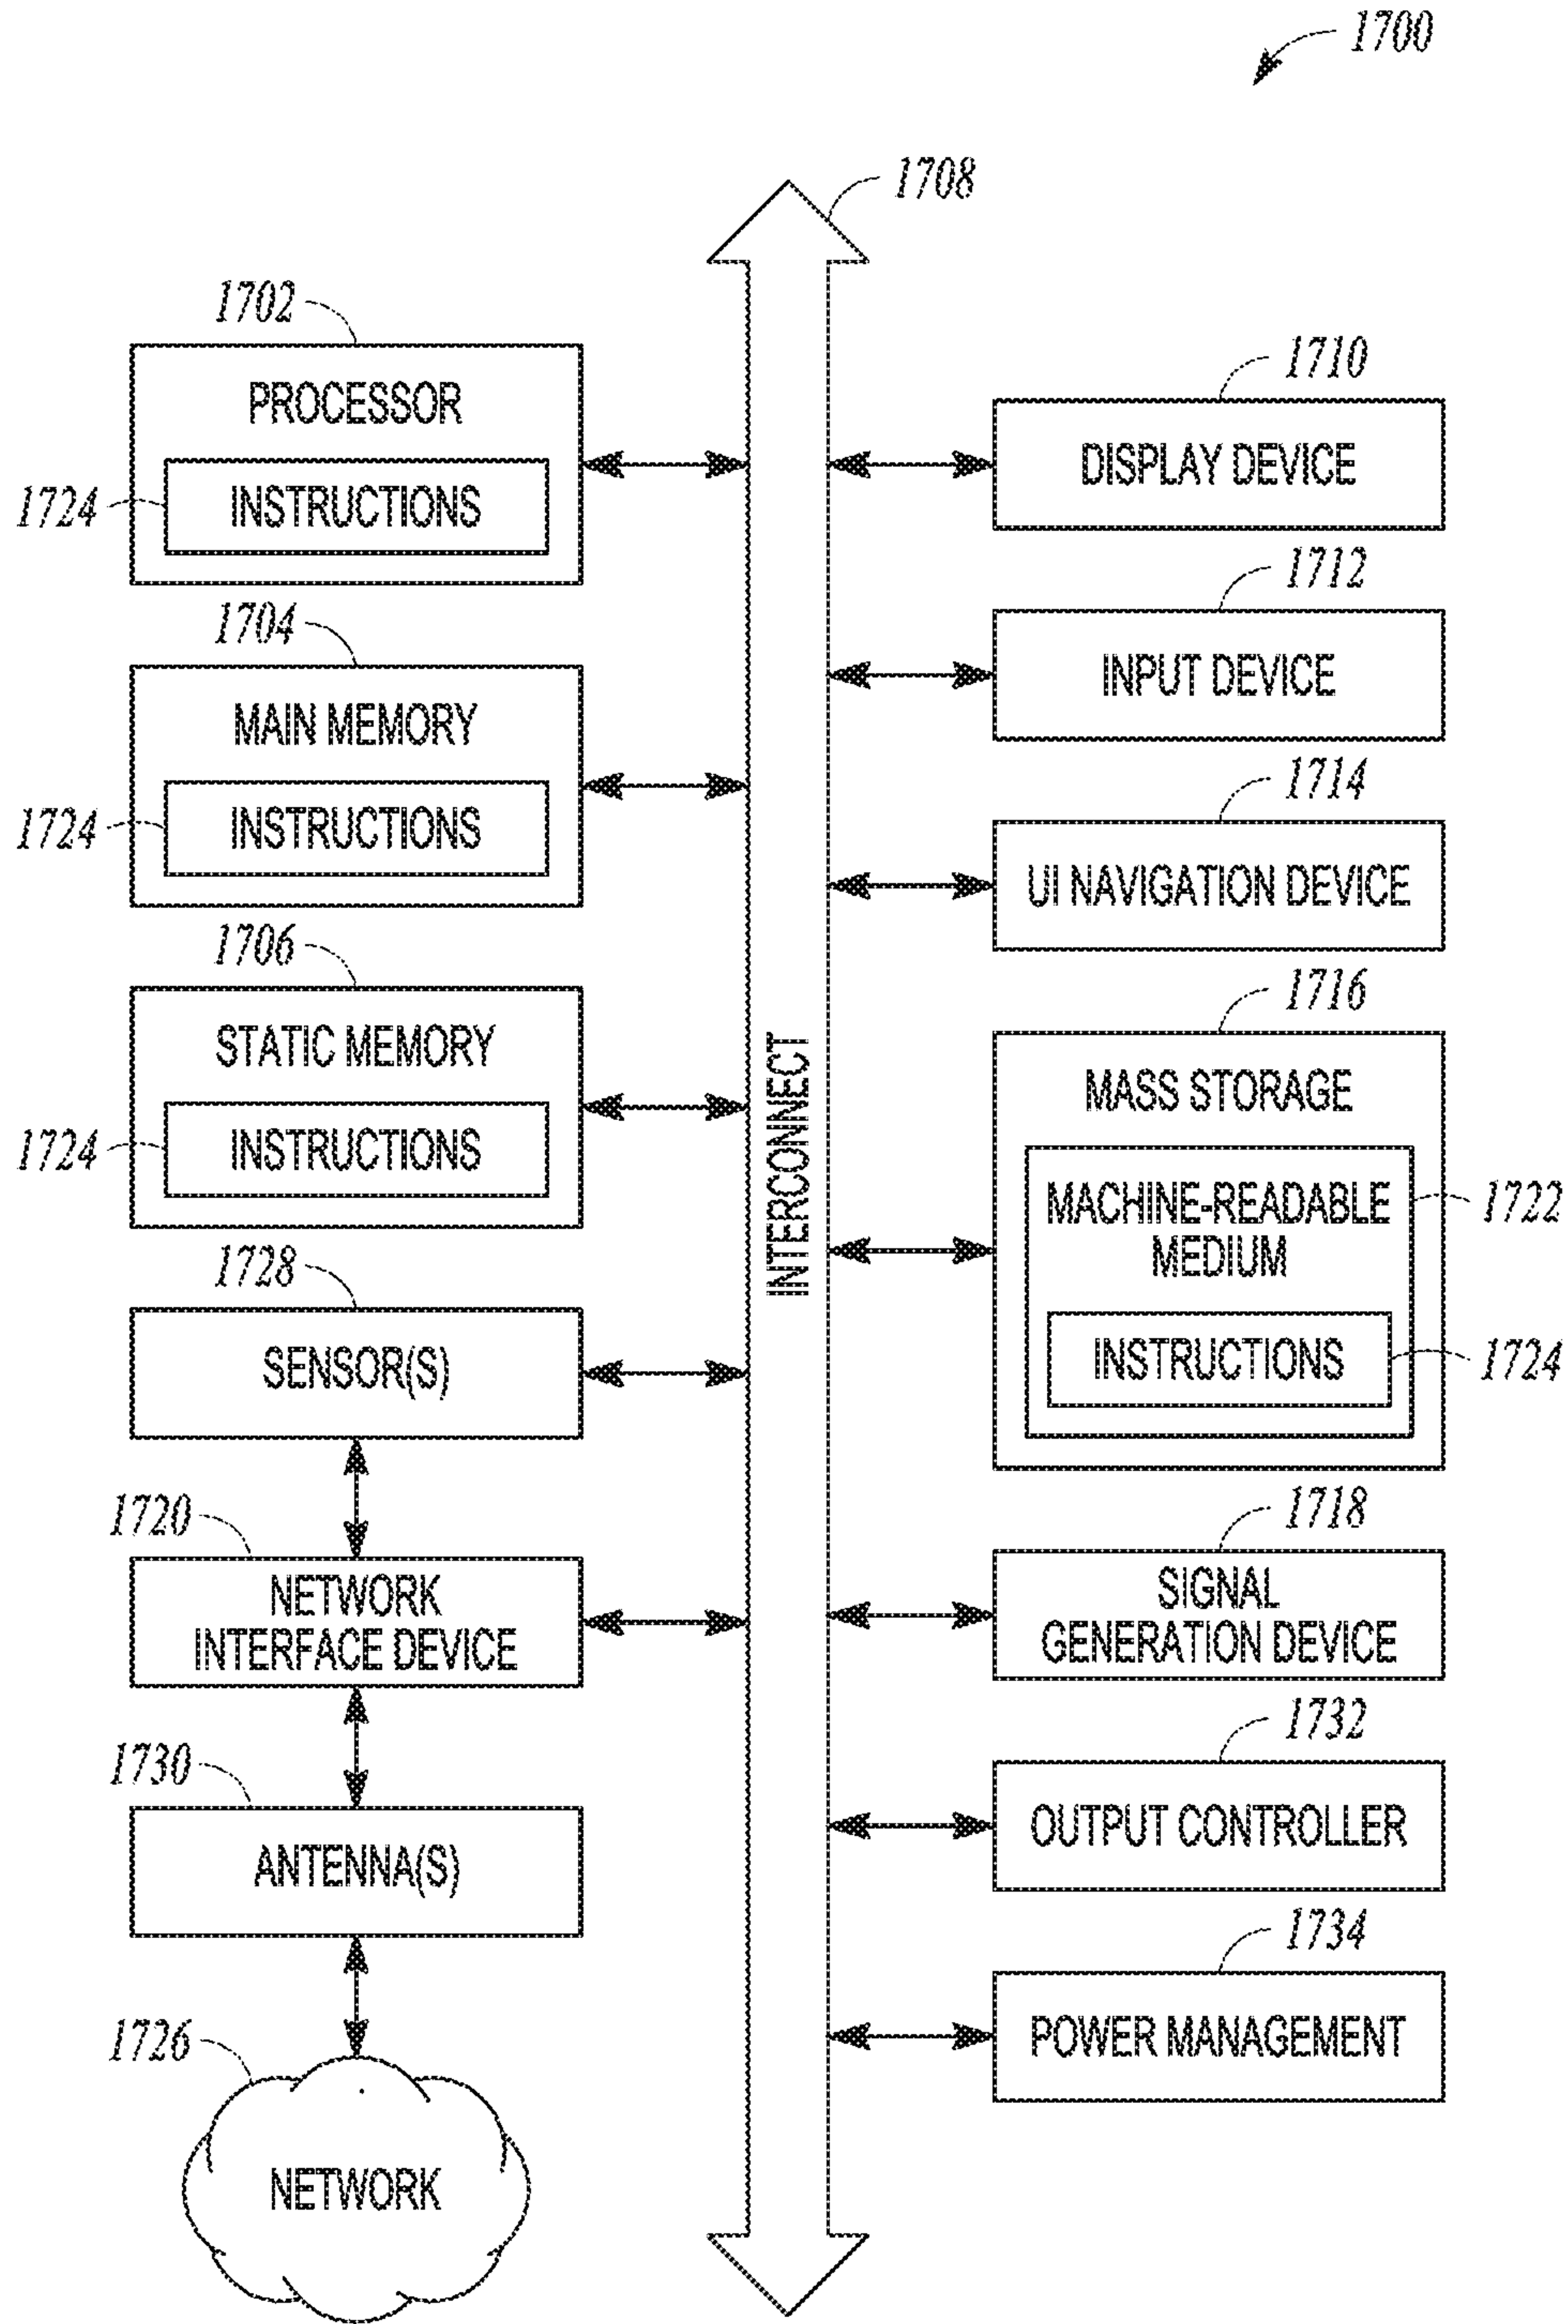 1700
1708
1702
PROCESSOR
1724
INSTRUCTIONS
1704
MAIN MEMORY
1724
INSTRUCTIONS
1706
STATIC MEMORY
1724
INSTRUCTIONS
1728
SENSOR(S)
1720
NETWORK
INTERFACE DEVICE
1730
ANTENNA(S)
1726
NETWORK
INTERCONNECT
1710
DISPLAY DEVICE
1712
INPUT DEVICE
1714
UI NAVIGATION DEVICE
1716
MASS STORAGE
MACHINE-READABLE
MEDIUM
1722
INSTRUCTIONS
1724
1718
SIGNAL
GENERATION DEVICE
1732
OUTPUT CONTROLLER
1734
POWER MANAGEMENT